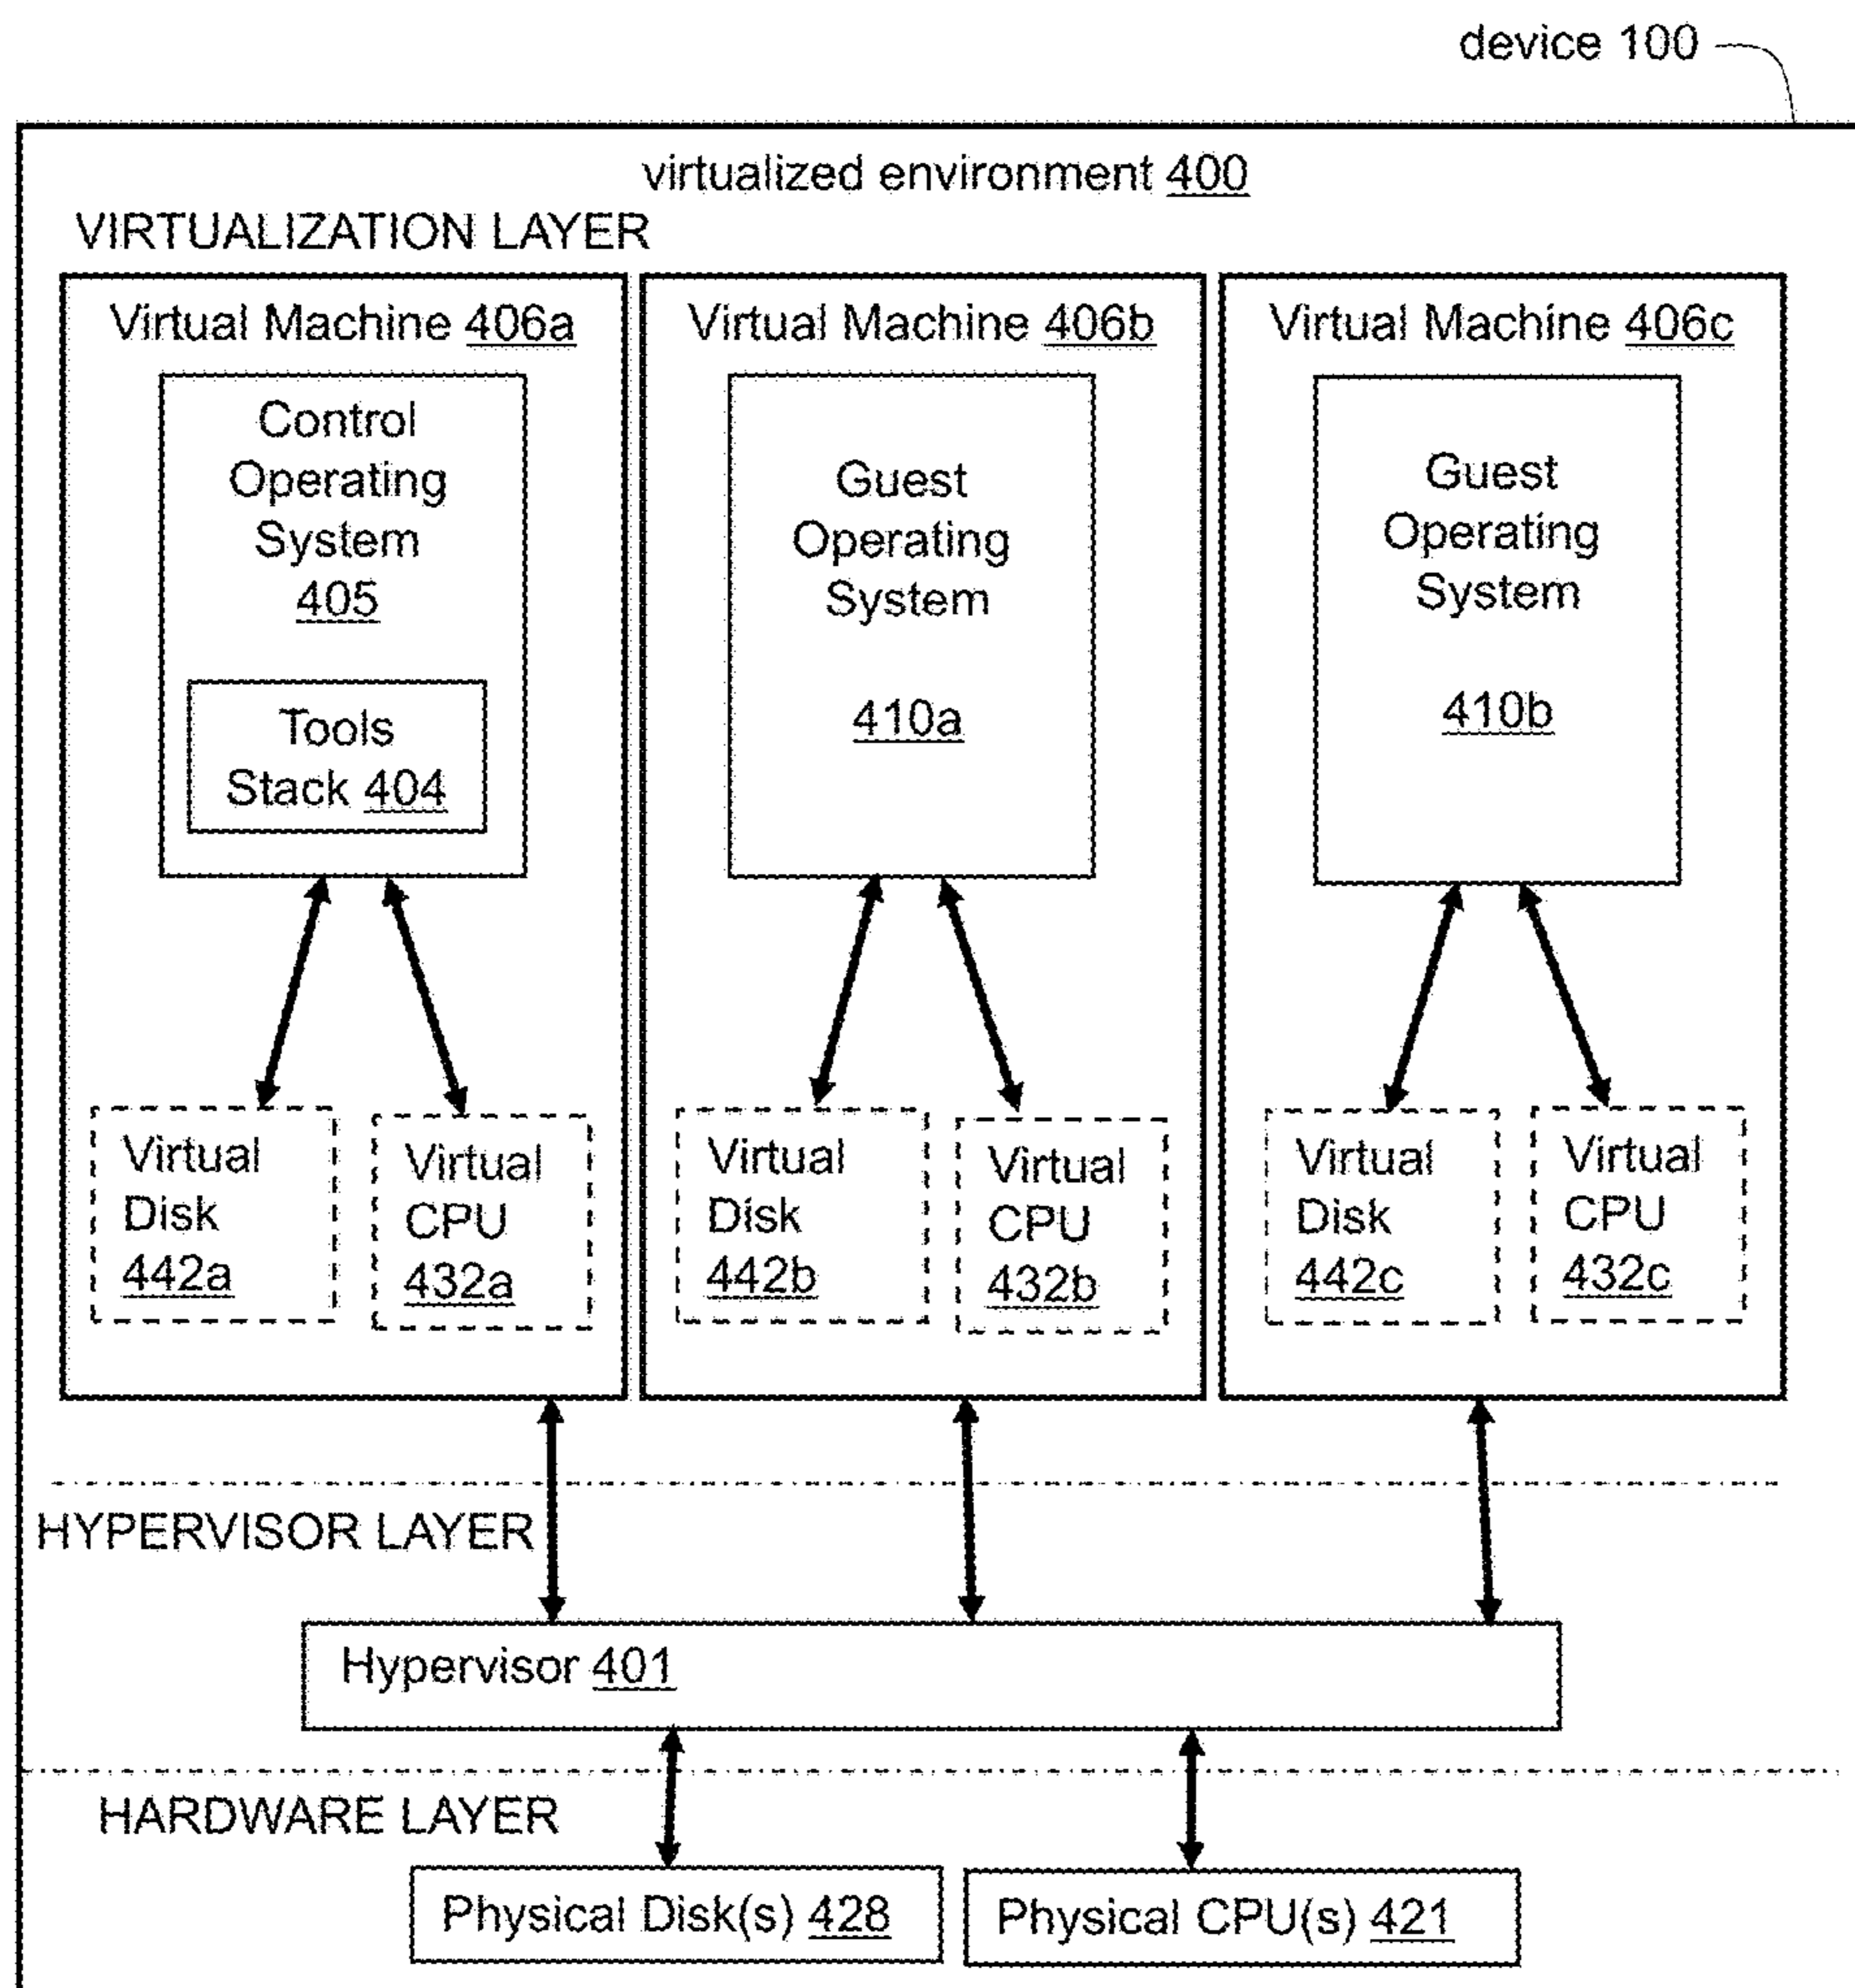 device 100
virtualized environment 400
VIRTUALIZATION LAYER
Virtual Machine 406a
Control
Operating
System
405
Tools
Stack 404
Virtual
Disk
442a
Virtual
CPU
432a
Virtual Machine 406b
Guest
Operating
System
410a
Virtual
Disk
442b
Virtual
CPU
432b
Virtual Machine 406c
Guest
Operating
System
410b
Virtual
Disk
442c
Virtual
CPU
432c
HYPERVISOR LAYER
Hypervisor 401
HARDWARE LAYER
Physical Disk(s) 428
Physical CPU(s) 421